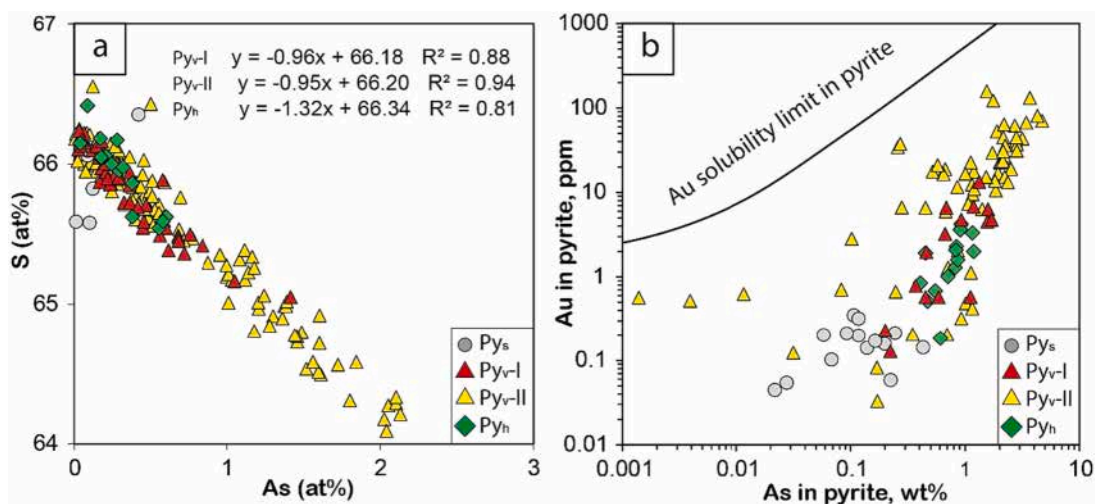 a
Pyv-I y = -0.96x + 66.18 R² = 0.88
Pyv-II y = -0.95x + 66.20 R² = 0.94
Pyh y = -1.32x + 66.34 R² = 0.81
67
66
65
64
S (at%)
0 1 2 3
As (at%)
Pys
Pyv-I
Pyv-II
Pyh
b
Au solubility limit in pyrite
1000
100
10
1
0.1
0.01
Au in pyrite, ppm
0.001 0.01 0.1 1 10
As in pyrite, wt%
Pys
Pyv-I
Pyv-II
Pyh